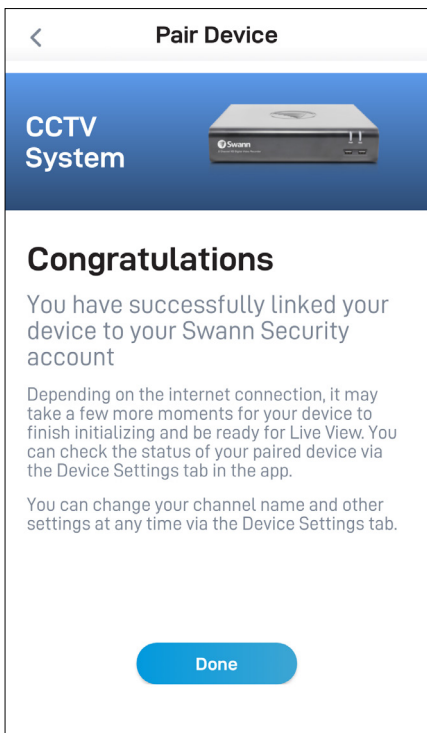 Pair Device
CCTV
System
Swann
Congratulations
You have successfully linked your
device to your Swann Security
account
Depending on the internet connection, it may
take a few more moments for your device to
finish initializing and be ready for Live View. You
can check the status of your paired device via
the Device Settings tab in the app.
You can change your channel name and other
settings at any time via the Device Settings tab.
Done